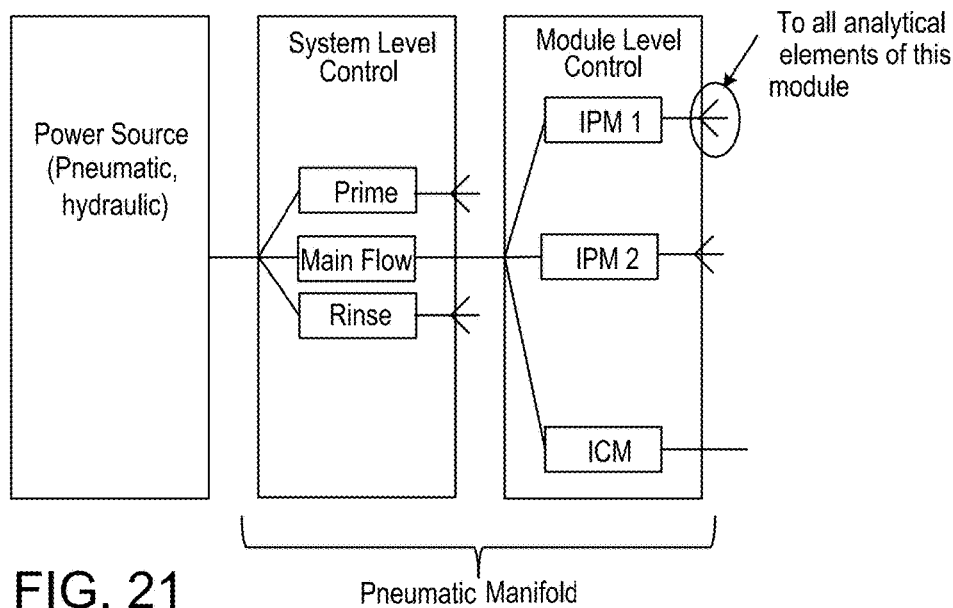 Power Source
(Pneumatic,
hydraulic)
System Level
Control
Prime
Main Flow
Rinse
Module Level
Control
IPM 1
IPM 2
ICM
To all analytical
elements of this
module
Pneumatic Manifold
FIG. 21